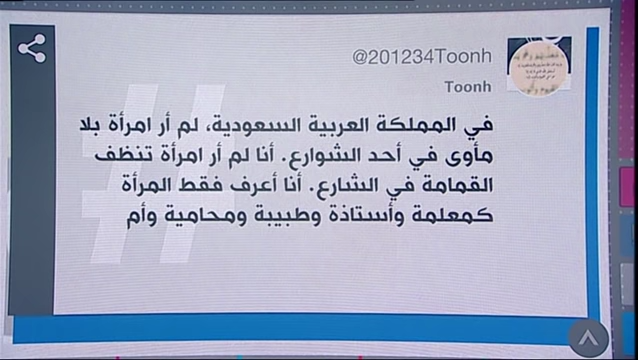 @201234Toonh
Toonh
في المملكة العربية السعودية، لم أر امرأة بلا
مأوى في أحد الشوارع. أنا لم أر امرأة تنظف
القمامة في الشارع. أنا أعرف فقط المرأة
كمعلمة وأستاذة وطبيبة ومحامية وأم